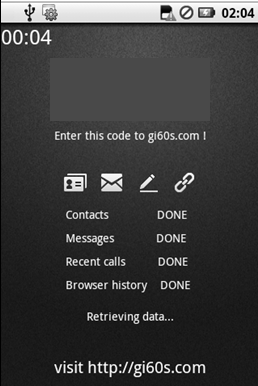 02:04
00:04
Enter this code to gi60s.com !
Contacts DONE
Messages DONE
Recent calls DONE
Browser history DONE
Retrieving data...
visit http://gi60s.com